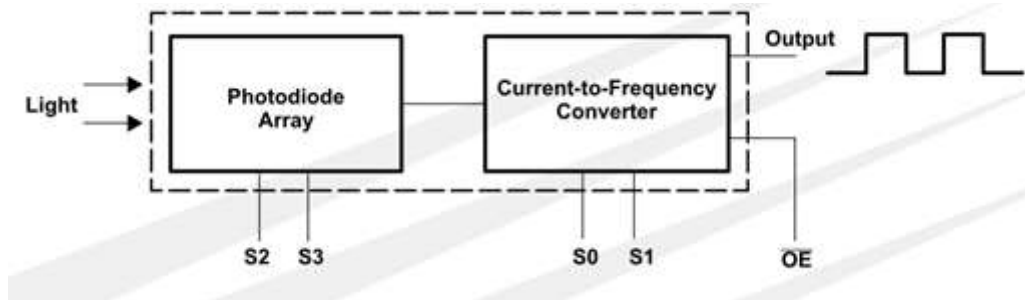 Light
Photodiode
Array
Current-to-Frequency
Converter
Output
S2
S3
S0
S1
OE